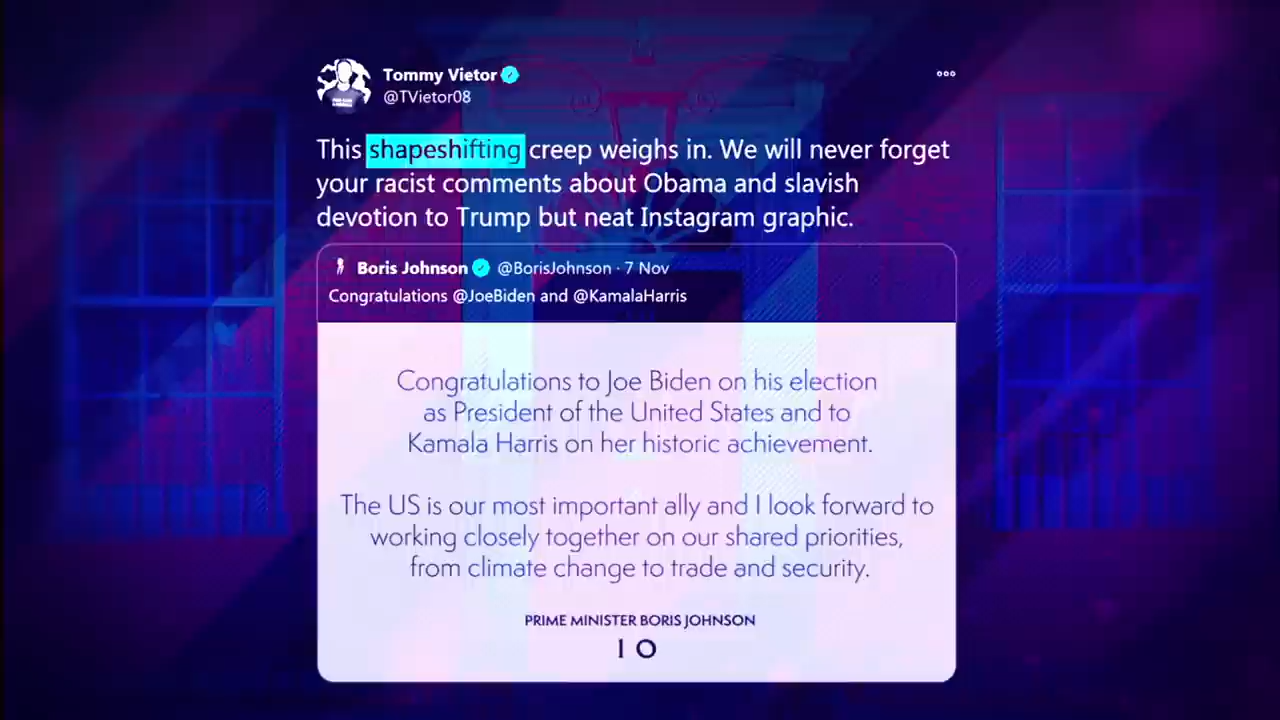 Tommy Vietor
@TVietor08
This shapeshifting creep weighs in. We will never forget
your racist comments about Obama and slavish
devotion to Trump but neat Instagram graphic.
Boris Johnson @BorisJohnson · 7 Nov
Congratulations @JoeBiden and @KamalaHarris
Congratulations to Joe Biden on his election
as President of the United States and to
Kamala Harris on her historic achievement.
The US is our most important ally and I look forward to
working closely together on our shared priorities,
from climate change to trade and security.
PRIME MINISTER BORIS JOHNSON
10